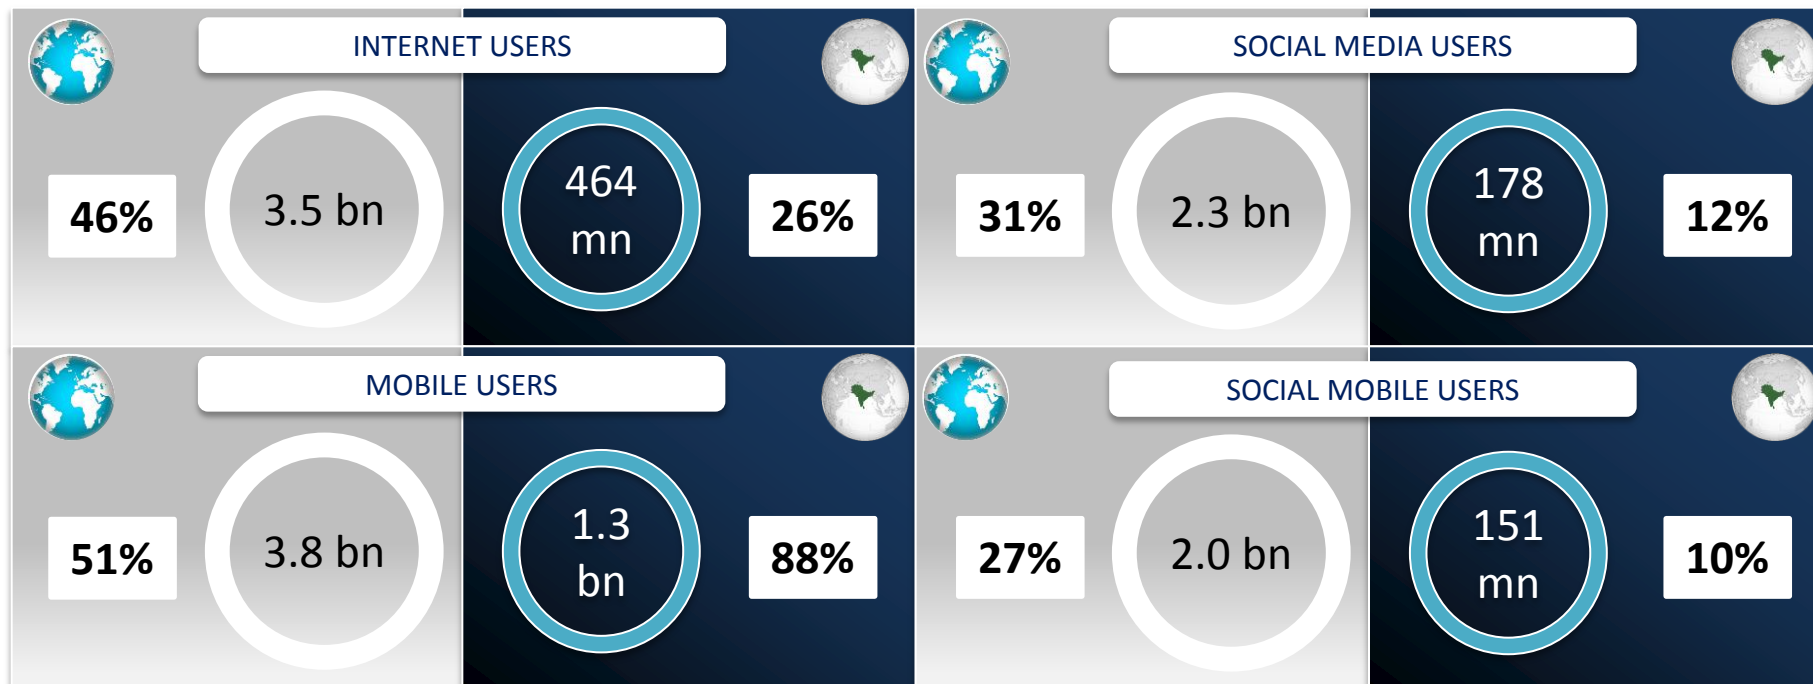 INTERNET USERS
46%
3.5 bn
464
mn
26%
SOCIAL MEDIA USERS
31%
2.3 bn
178
mn
12%
MOBILE USERS
51%
3.8 bn
1.3
bn
88%
SOCIAL MOBILE USERS
27%
2.0 bn
151
mn
10%